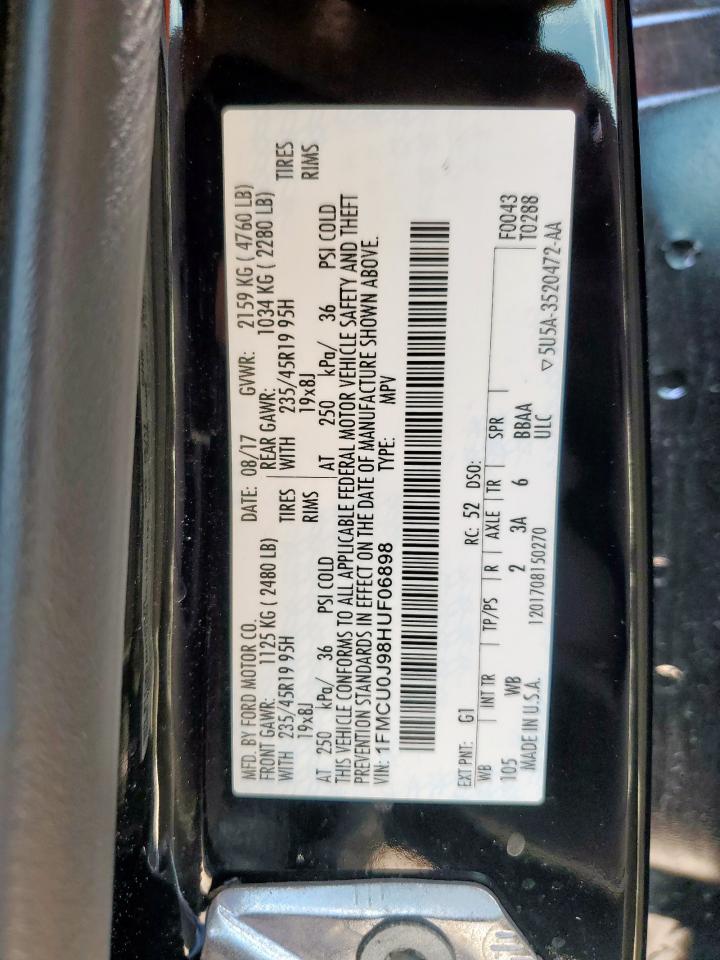 MFD. BY FORD MOTOR CO. DATE: 08/17 GVWR: 2159 KG ( 4760 LB)
FRONT GAWR: 1125 KG ( 2480 LB) REAR GAWR: 1034 KG ( 2280 LB)
WITH 235/45R19 95H TIRES WITH 235/45R19 95H TIRES
19x8J RIMS 19x8J RIMS
AT 250 kPa/ 36 PSI COLD AT 250 kPa/ 36 PSI COLD
THIS VEHICLE CONFORMS TO ALL APPLICABLE FEDERAL MOTOR VEHICLE SAFETY AND THEFT
PREVENTION STANDARDS IN EFFECT ON THE DATE OF MANUFACTURE SHOWN ABOVE.
VIN: 1FMCU0J98HUF06898 TYPE: MPV
EXT PNT: G1 RC: 52 DSO: F0043
WB INT TR TP/PS R AXLE TR SPR T0288
105 WB 2 3A 6 BBAA
MADE IN U.S.A. 1201708150270 ULC ▽5U5A-3520472-AA